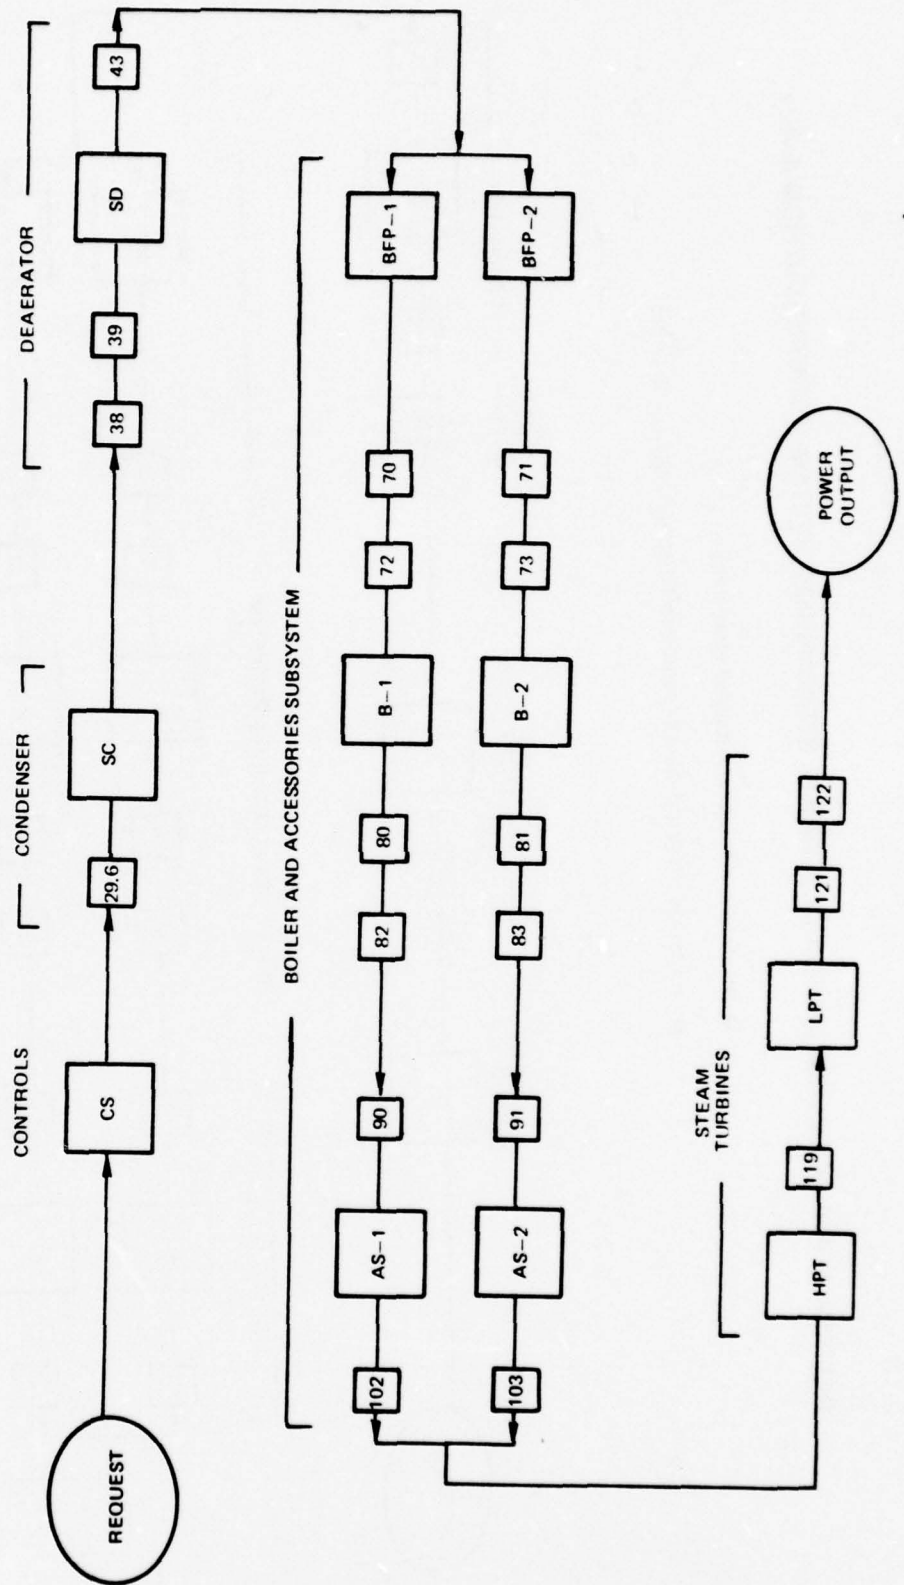 CONTROLS
CONDENSER
DEAERATOR
REQUEST
CS
29.6
SC
38
39
SD
43
BOILER AND ACCESSORIES SUBSYSTEM
102
AS-1
90
82
80
B-1
72
70
BFP-1
103
AS-2
91
83
81
B-2
73
71
BFP-2
STEAM
TURBINES
HPT
119
LPT
121
122
POWER
OUTPUT